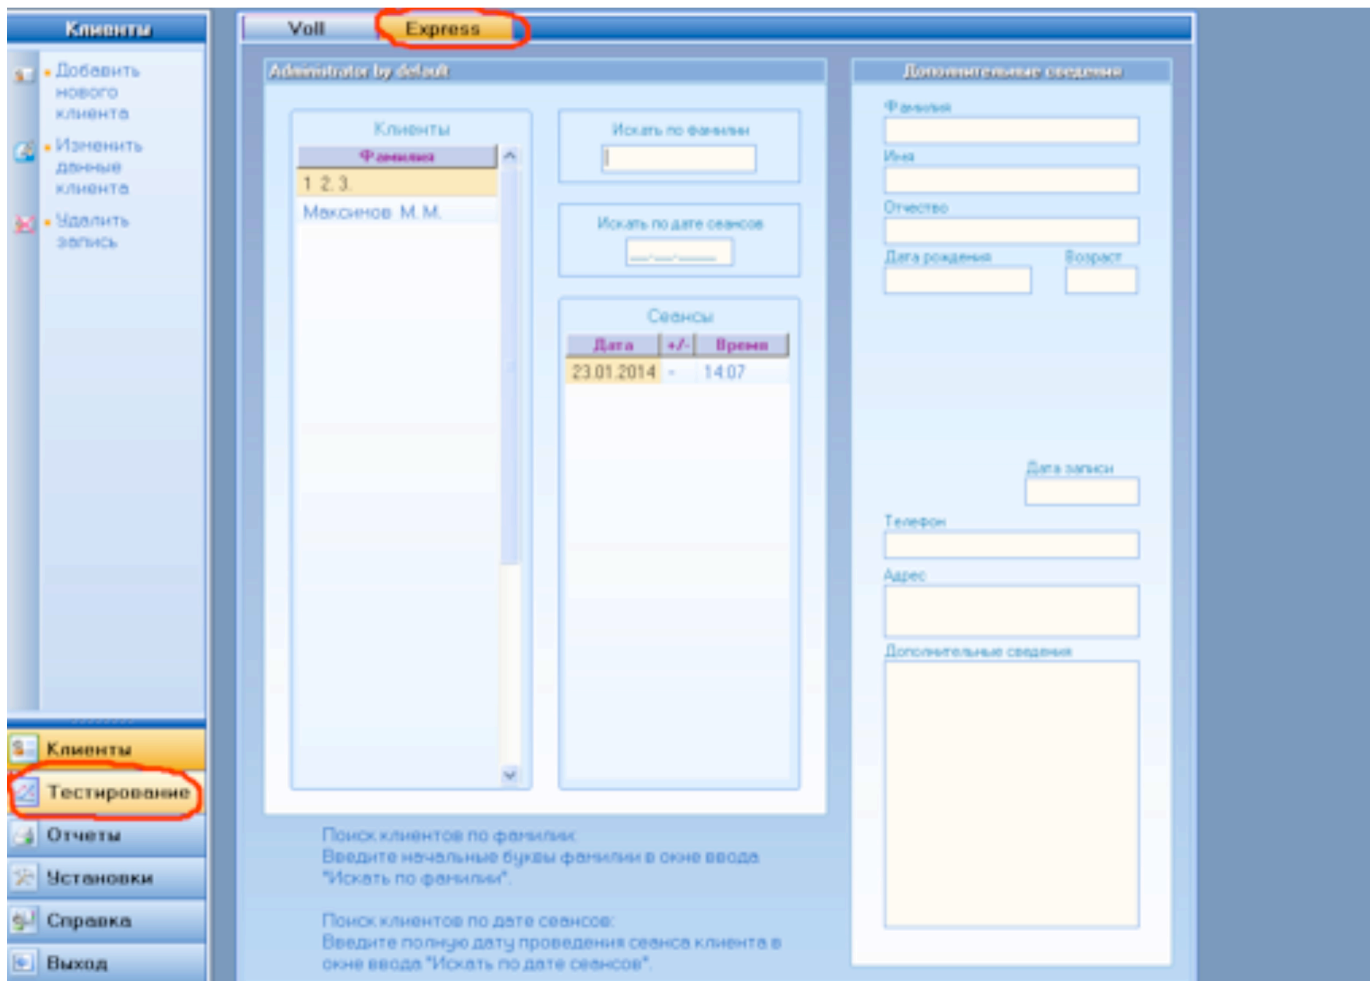 Клиенты
Добавить
нового
клиента
Изменить
данные
клиента
Удалить
запись
Клиенты
Тестирование
Отчеты
Установки
Справка
Выход
Voll
Express
Administrator by default
Клиенты
Фамилия
1 2. 3.
Максимов М. М.
Искать по фамилии
Искать по дате сеансов
__.__.____
Сеансы
Дата +/- Время
23.01.2014 - 14:07
Поиск клиентов по фамилии:
Введите начальные буквы фамилии в окне ввода
"Искать по фамилии".
Поиск клиентов по дате сеансов:
Введите полную дату проведения сеанса клиента в
окне ввода "Искать по дате сеансов".
Дополнительные сведения
Фамилия
Имя
Отчество
Дата рождения Возраст
Дата записи
Телефон
Адрес
Дополнительные сведения